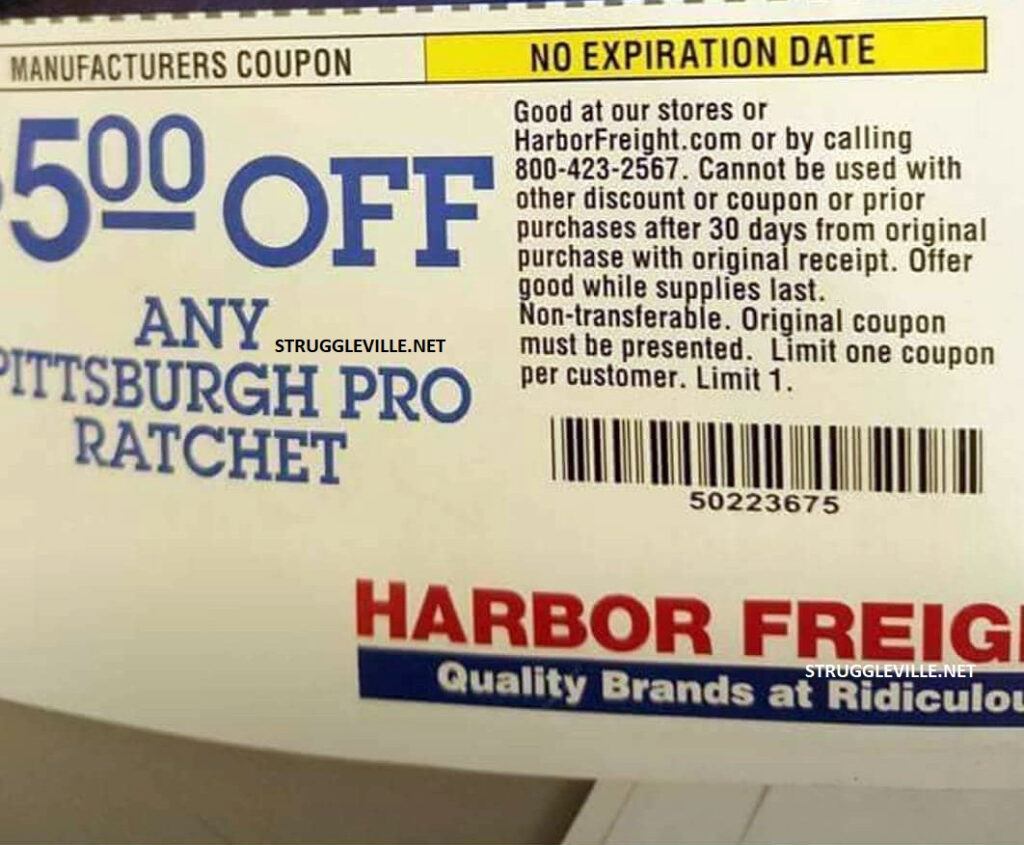 MANUFACTURERS COUPON
NO EXPIRATION DATE
$5.00 OFF
ANY
PITTSBURGH PRO
RATCHET
STRUGGLEVILLE.NET
Good at our stores or
HarborFreight.com or by calling
800-423-2567. Cannot be used with
other discount or coupon or prior
purchases after 30 days from original
purchase with original receipt. Offer
good while supplies last.
Non-transferable. Original coupon
must be presented. Limit one coupon
per customer. Limit 1.
50223675
HARBOR FREIG
STRUGGLEVILLE.NET
Quality Brands at Ridiculou